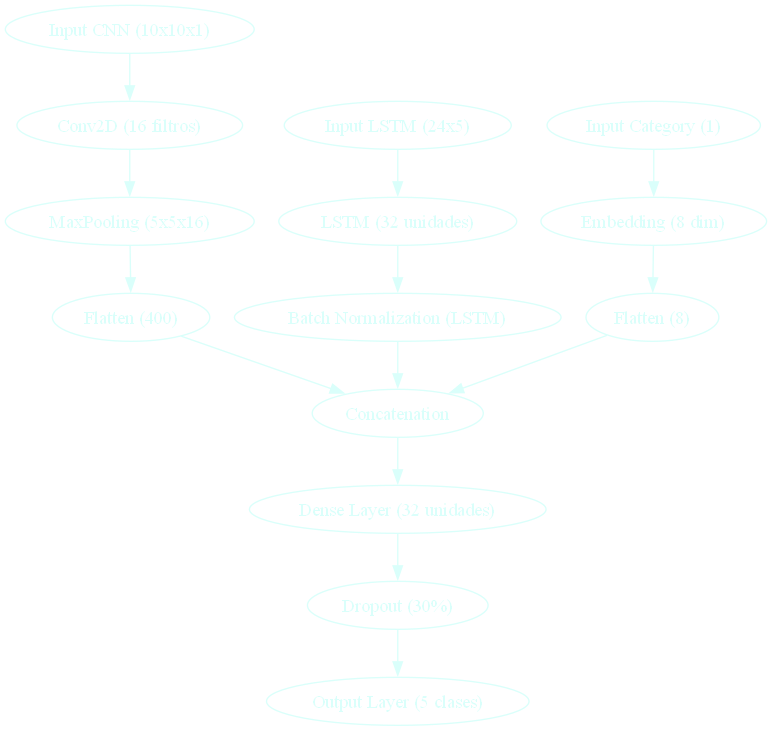 Input CNN (10x10x1)
Conv2D (16 filtros)
Input LSTM (24x5)
Input Category (1)
MaxPooling (5x5x16)
LSTM (32 unidades)
Embedding (8 dim)
Flatten (400)
Batch Normalization (LSTM)
Flatten (8)
Concatenation
Dense Layer (32 unidades)
Dropout (30%)
Output Layer (5 clases)